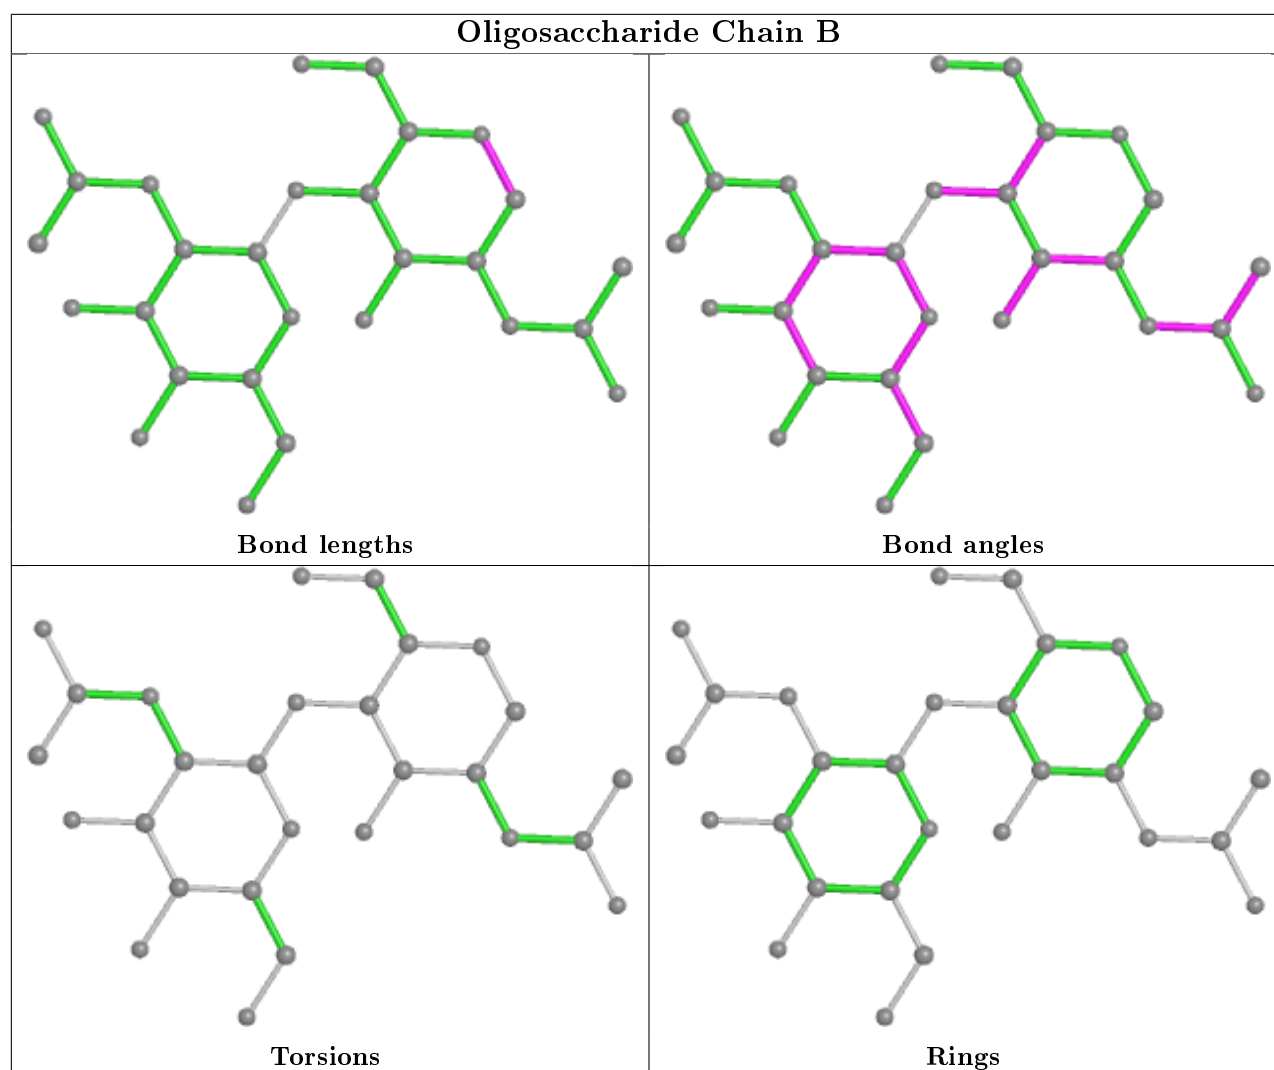 Oligosaccharide Chain B
Bond lengths
Bond angles
Torsions
Rings